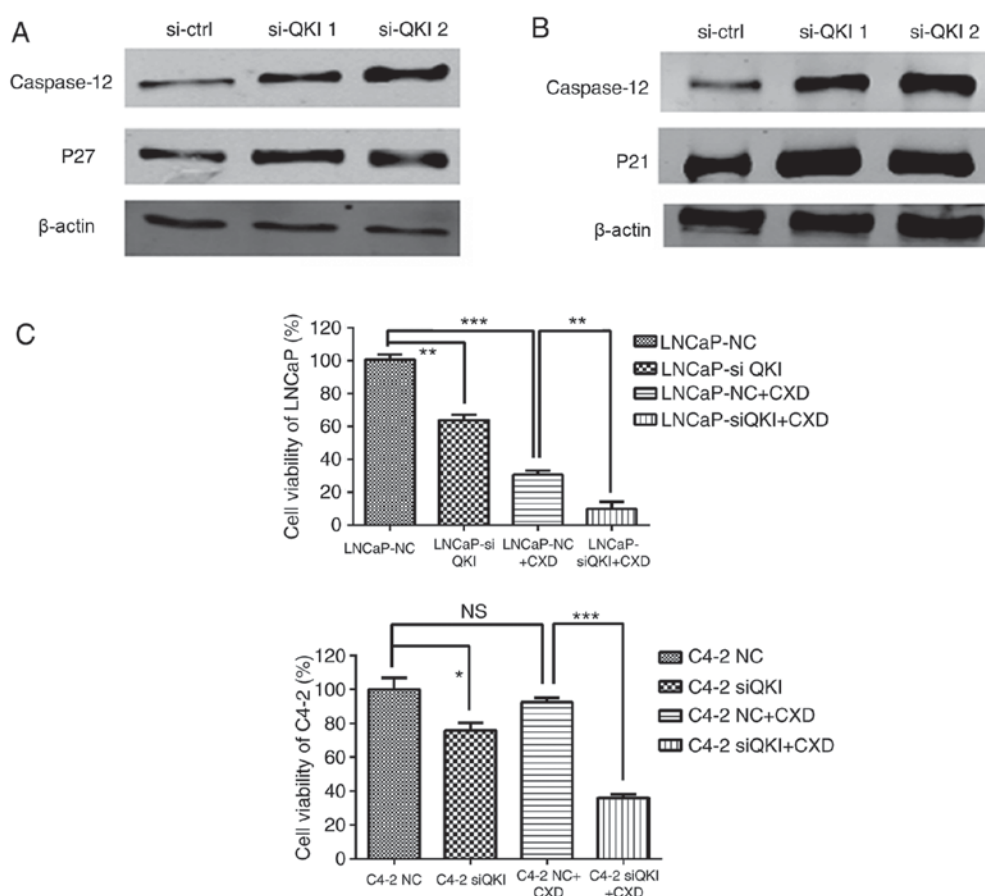 A
si-ctrl si-QKI 1 si-QKI 2
Caspase-12
P27
β-actin
B
si-ctrl si-QKI 1 si-QKI 2
Caspase-12
P21
β-actin
C
Cell viability of LNCaP (%)
120
100
80
60
40
20
0
*** **
**
LNCaP-NC
LNCaP-si QKI
LNCaP-NC+CXD
LNCaP-siQKI+CXD
LNCaP-NC LNCaP-si LNCaP-NC LNCaP-
QKI +CXD siQKI+CXD
Cell viability of C4-2 (%)
120
100
80
60
40
20
0
NS ***
*
C4-2 NC
C4-2 siQKI
C4-2 NC+CXD
C4-2 siQKI+CXD
C4-2 NC C4-2 siQKI C4-2 NC+ C4-2 siQKI
CXD +CXD